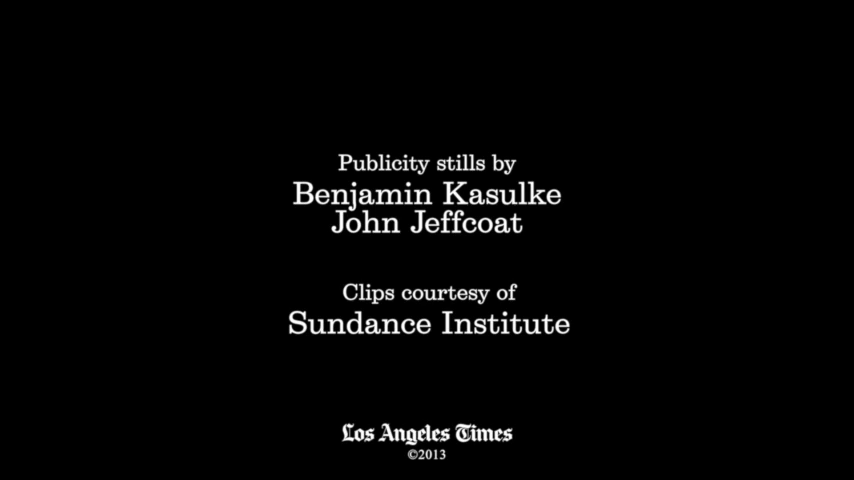 Publicity stills by
Benjamin Kasulke
John Jeffcoat
Clips courtesy of
Sundance Institute
Los Angeles Times
©2013